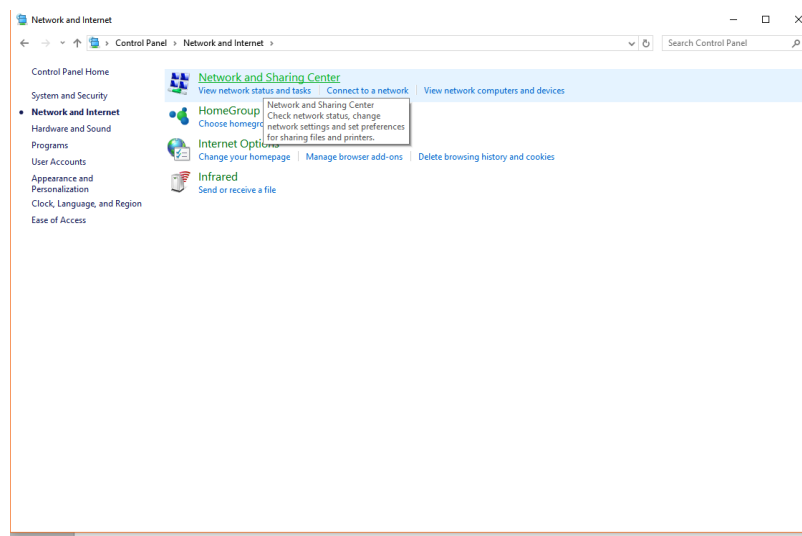 Network and Internet
Control Panel > Network and Internet >
Search Control Panel
Control Panel Home
System and Security
Network and Internet
Hardware and Sound
Programs
User Accounts
Appearance and
Personalization
Clock, Language, and Region
Ease of Access
Network and Sharing Center
View network status and tasks | Connect to a network | View network computers and devices
HomeGroup
Choose homegro
Network and Sharing Center
Check network status, change
network settings and set preferences
for sharing files and printers.
Internet Options
Change your homepage | Manage browser add-ons | Delete browsing history and cookies
Infrared
Send or receive a file